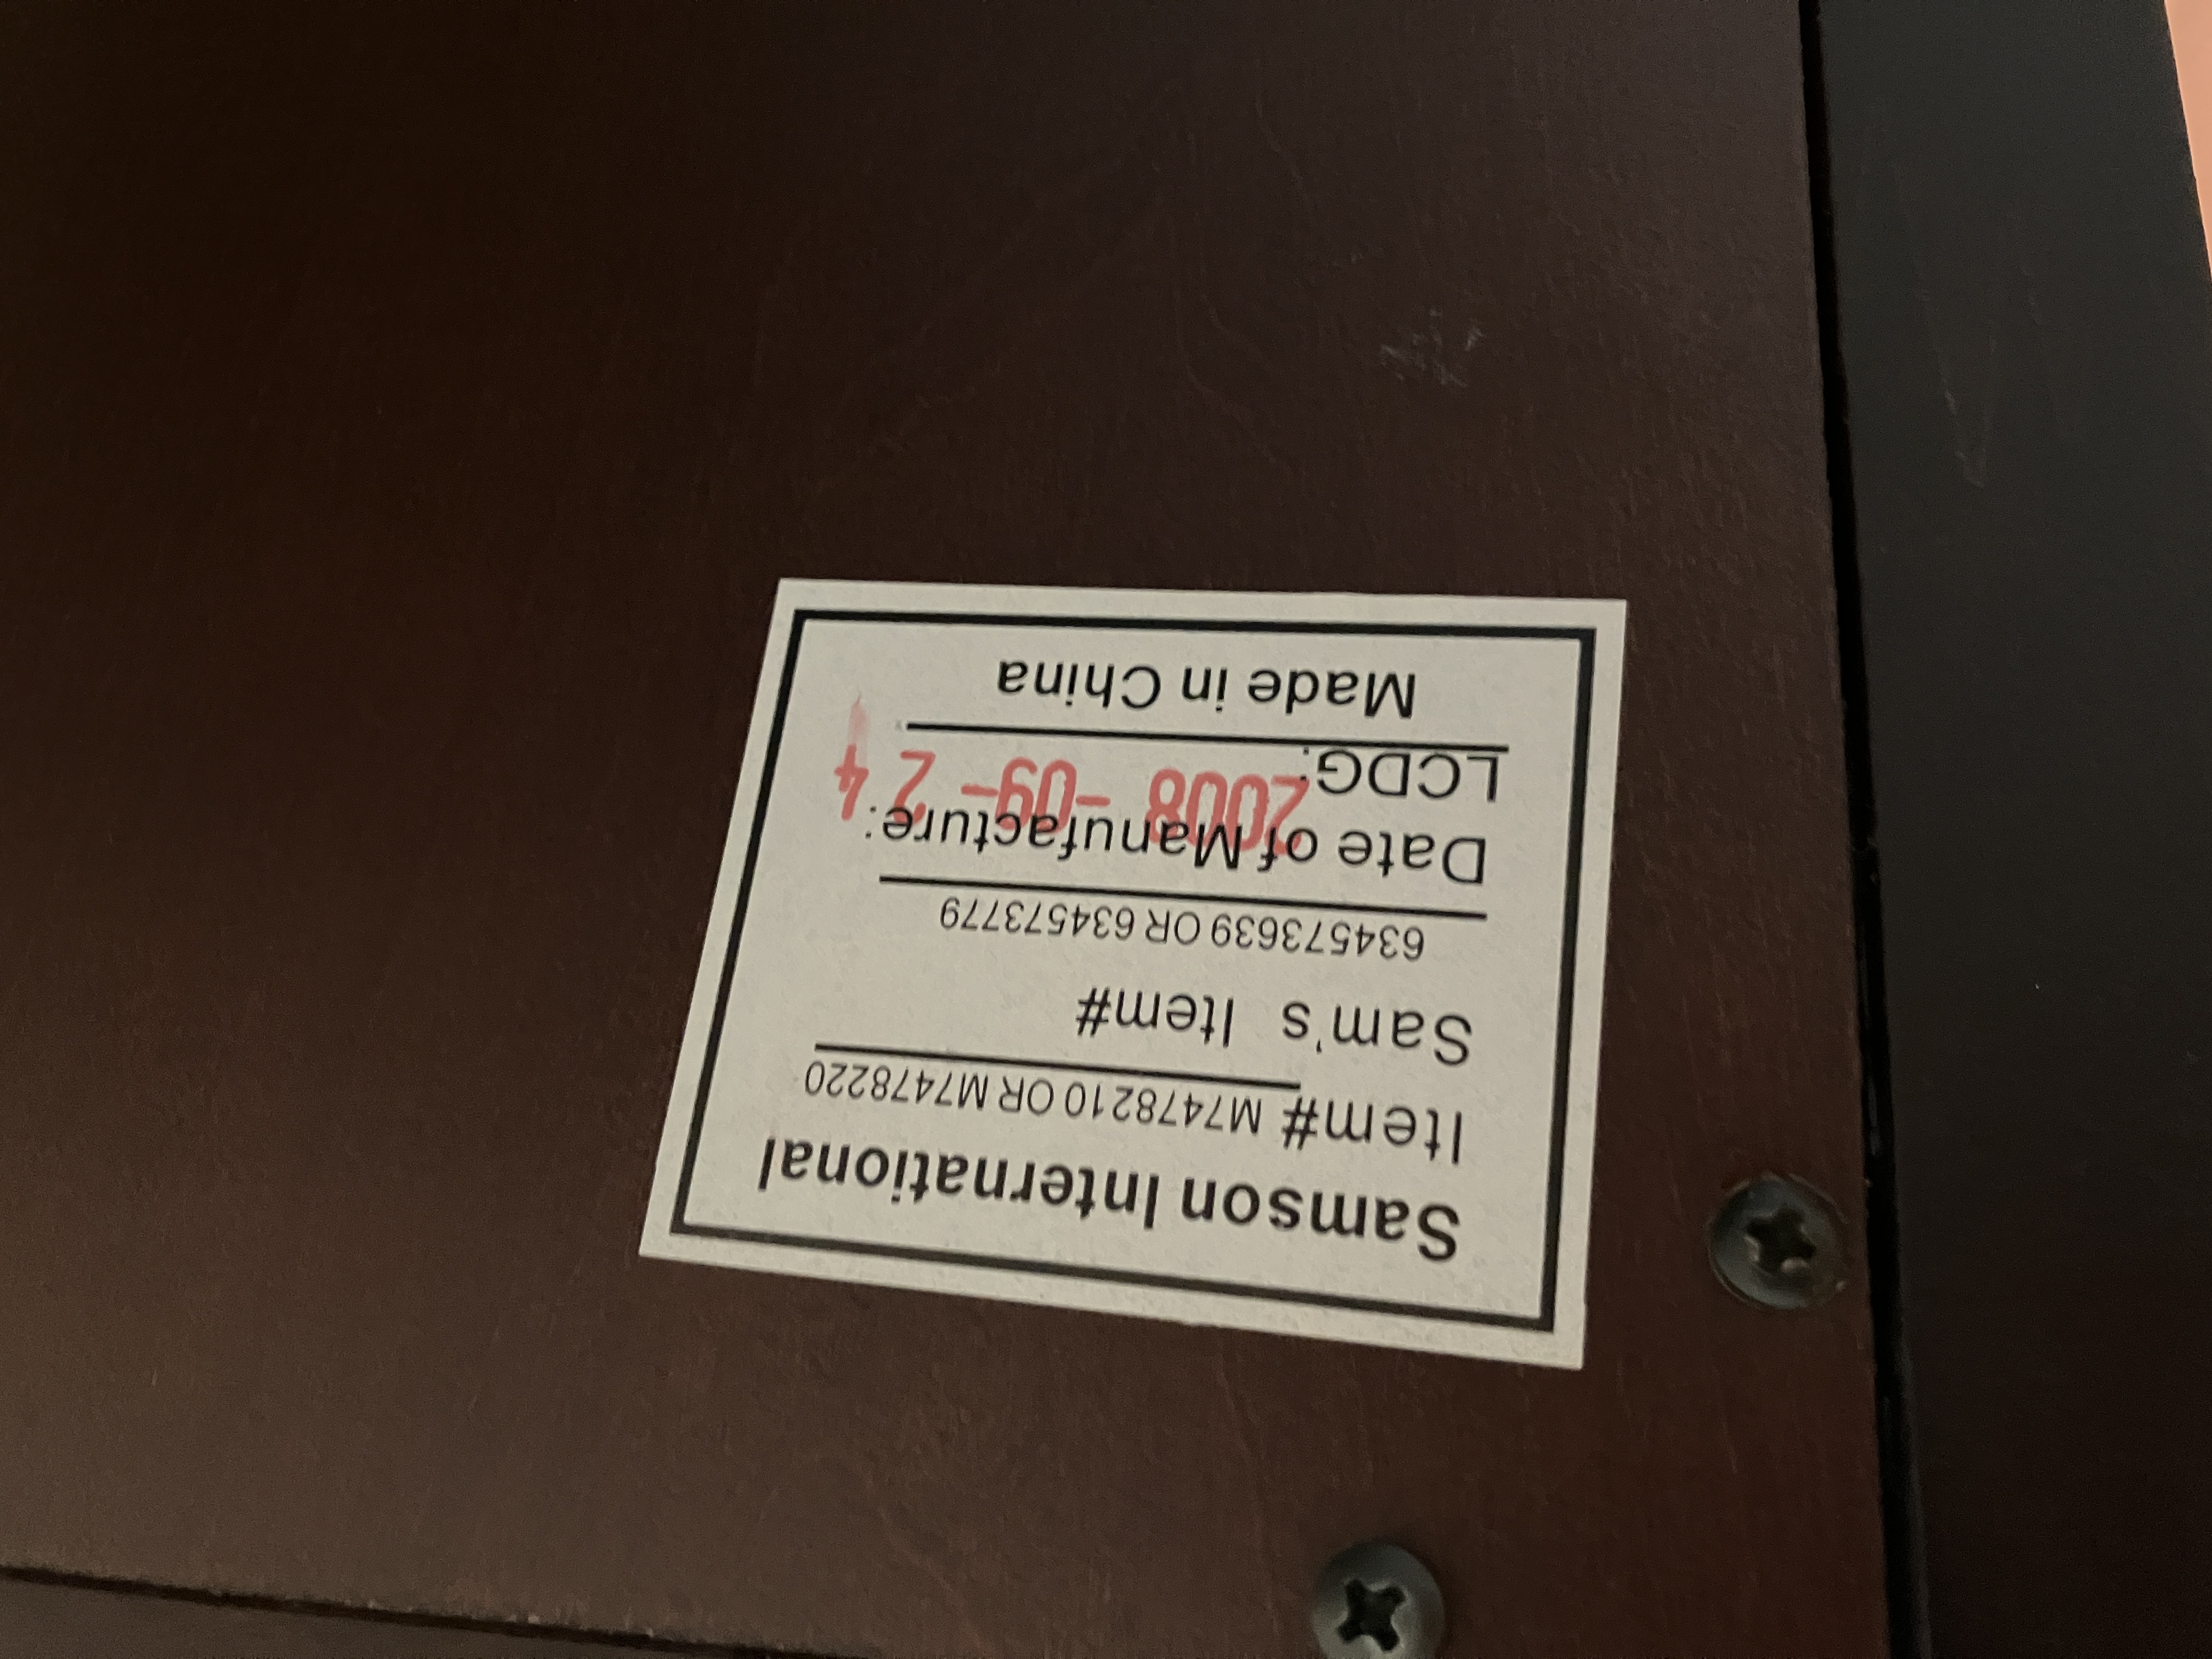 Samson International
Item# M7478210 OR M7478220
Sam's Item#
634573639 OR 634573779
Date of Manufacture:
2008-09-24
LCDG:
Made in China